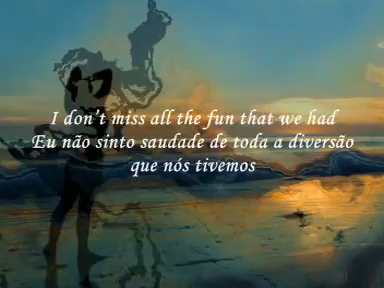 I don't miss all the fun that we had
Eu não sinto saudade de toda a diversão
que nós tivemos